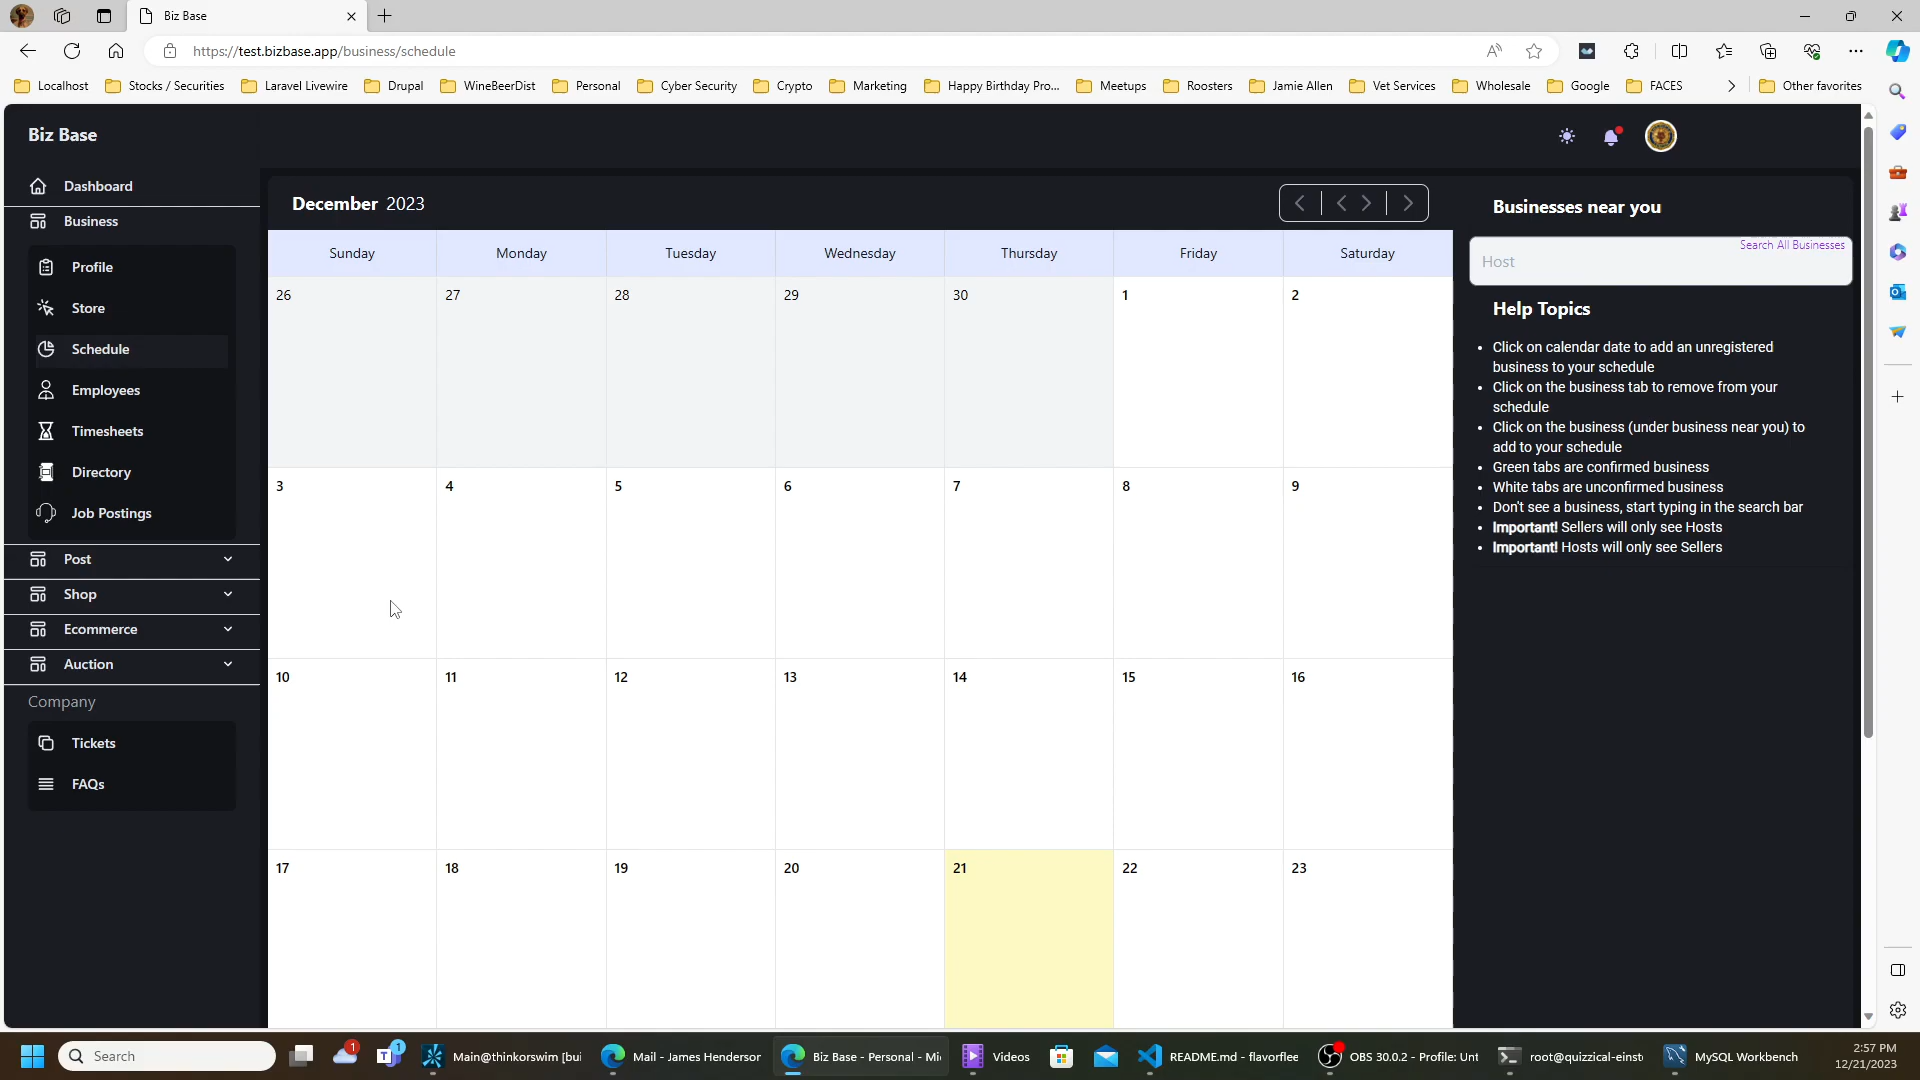 Biz Base
https://test.bizbase.app/business/schedule
Localhost
Stocks / Securities
Laravel Livewire
Drupal
WineBeerDist
Personal
Cyber Security
Crypto
Marketing
Happy Birthday Pro...
Meetups
Roosters
Jamie Allen
Vet Services
Wholesale
Google
FACES
Other favorites
Biz Base
Dashboard
Business
Profile
Store
Schedule
Employees
Timesheets
Directory
Job Postings
Post
Shop
Ecommerce
Auction
Company
Tickets
FAQs
December 2023
Sunday Monday Tuesday Wednesday Thursday Friday Saturday
26 27 28 29 30 1 2
3 4 5 6 7 8 9
10 11 12 13 14 15 16
17 18 19 20 21 22 23
Businesses near you
Search All Businesses
Host
Help Topics
Click on calendar date to add an unregistered
business to your schedule
Click on the business tab to remove from your
schedule
Click on the business (under business near you) to
add to your schedule
Green tabs are confirmed business
White tabs are unconfirmed business
Don't see a business, start typing in the search bar
Important! Sellers will only see Hosts
Important! Hosts will only see Sellers
Search
1
1
Main@thinkorswim [bui
Mail - James Henderson
Biz Base - Personal - Mi
Videos
README.md - flavorflee
OBS 30.0.2 - Profile: Unt
root@quizzical-einst
MySQL Workbench
2:57 PM
12/21/2023